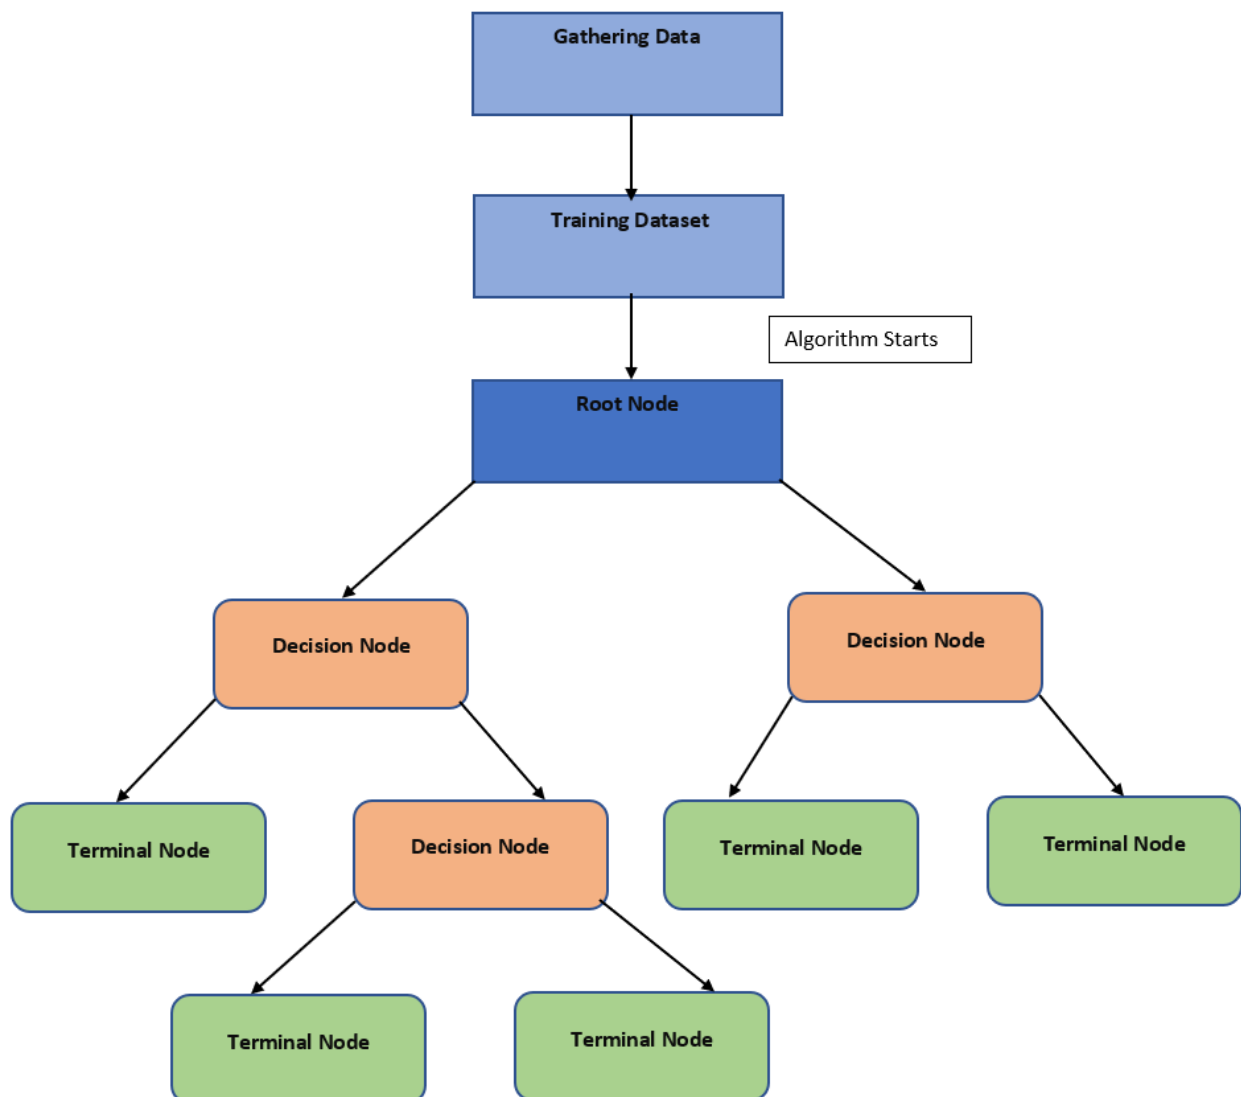 Gathering Data
Training Dataset
Algorithm Starts
Root Node
Decision Node
Decision Node
Terminal Node
Decision Node
Terminal Node
Terminal Node
Terminal Node
Terminal Node